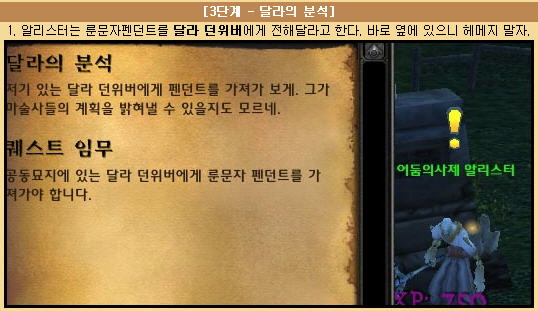 [3단계 - 달라의 분석]
1. 알리스터는 룬문자펜던트를 달라 던위버에게 전해달라고 한다. 바로 옆에 있으니 헤메지 말자.
달라의 분석
저기 있는 달라 던위버에게 펜던트를 가져가 보게. 그가
마술사들의 계획을 밝혀낼 수 있을지도 모르네.
퀘스트 임무
공동묘지에 있는 달라 던위버에게 룬문자 펜던트를 가
져가야 합니다.
어둠의사제 알리스터
XP: 750